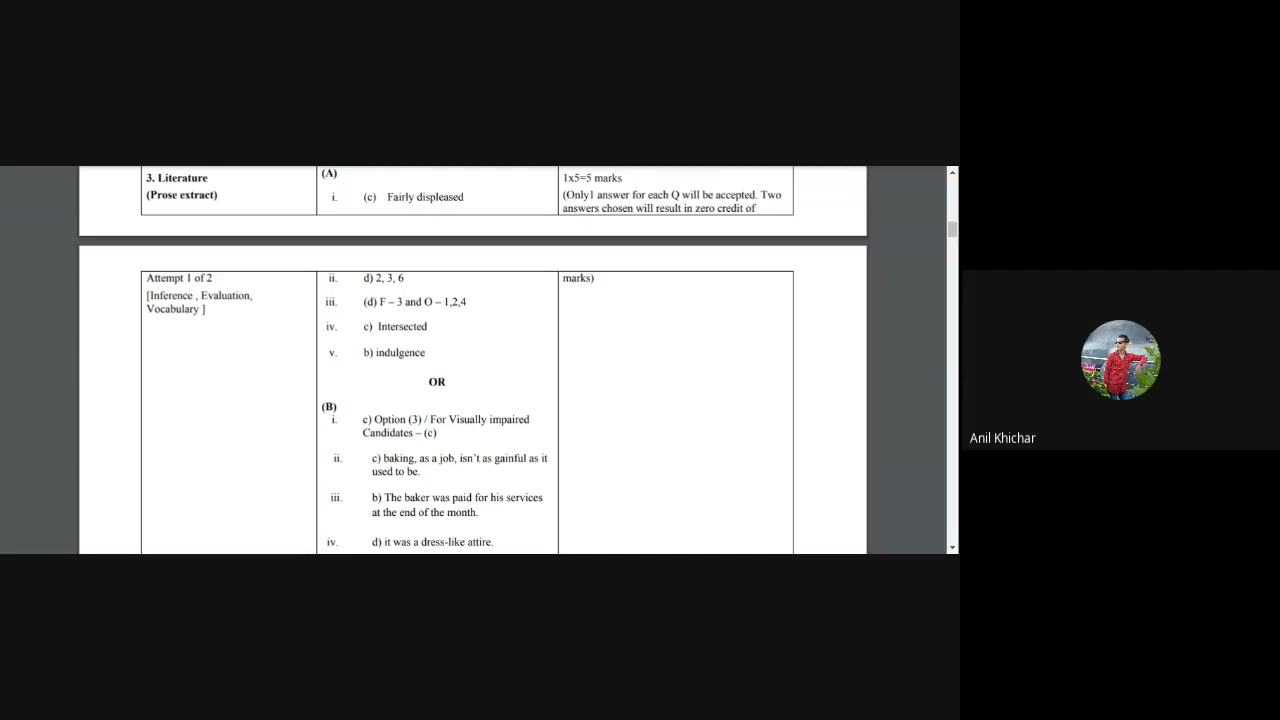 3. Literature
(Prose extract)
(A)
i. (c) Fairly displeased
1x5=5 marks
(Only1 answer for each Q will be accepted. Two
answers chosen will result in zero credit of
Attempt 1 of 2
[Inference , Evaluation,
Vocabulary ]
ii. d) 2, 3, 6
iii. (d) F – 3 and O – 1,2,4
iv. c) Intersected
v. b) indulgence
OR
(B)
i. c) Option (3) / For Visually impaired
Candidates – (c)
ii. c) baking, as a job, isn’t as gainful as it
used to be.
iii. b) The baker was paid for his services
at the end of the month.
iv. d) it was a dress-like attire.
marks)
Anil Khichar